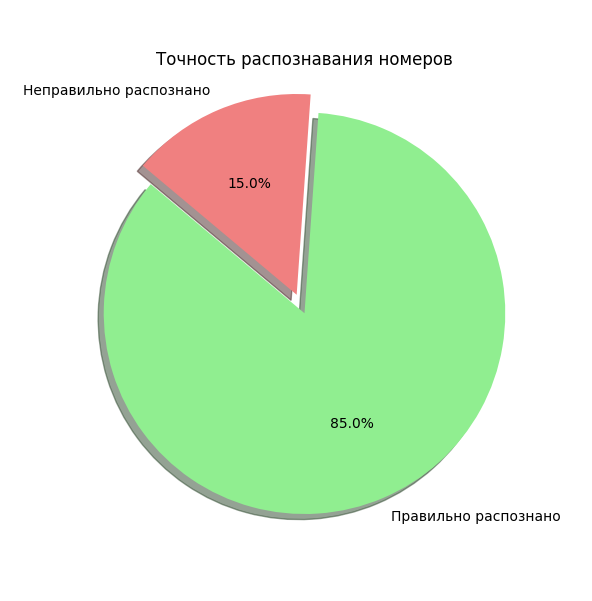 Точность распознавания номеров
Неправильно распознано
15.0%
85.0%
Правильно распознано